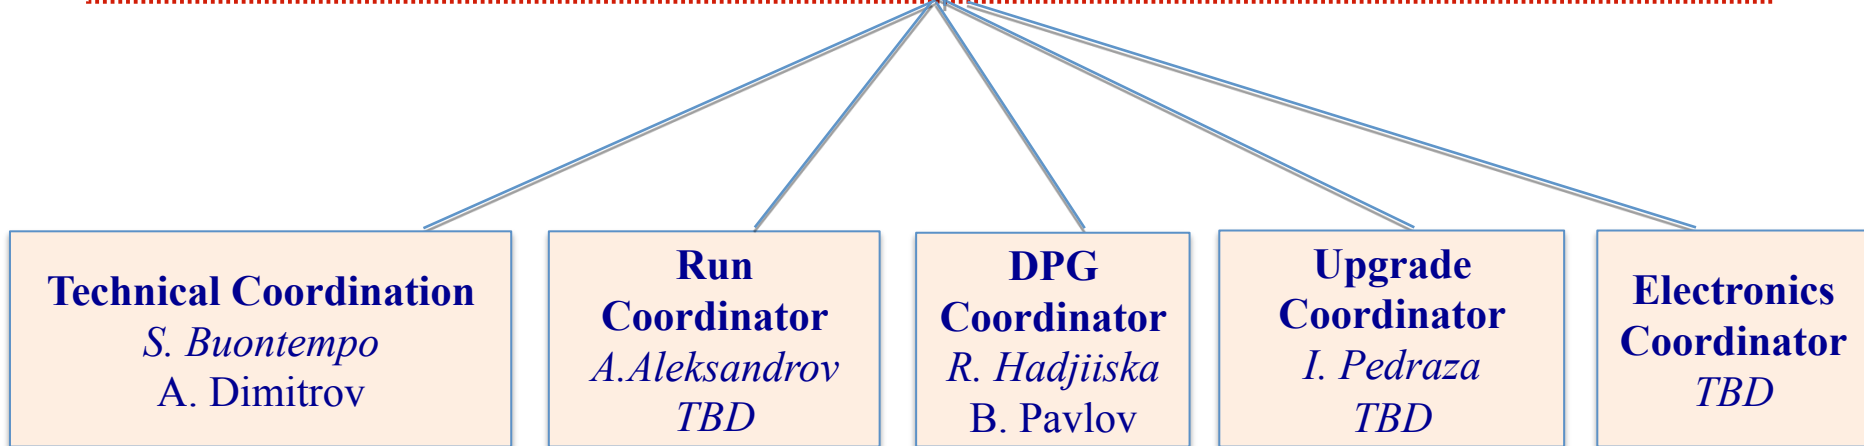 Technical Coordination
S. Buontempo
A. Dimitrov
Run
Coordinator
A.Aleksandrov
TBD
DPG
Coordinator
R. Hadjiiska
B. Pavlov
Upgrade
Coordinator
I. Pedraza
TBD
Electronics
Coordinator
TBD